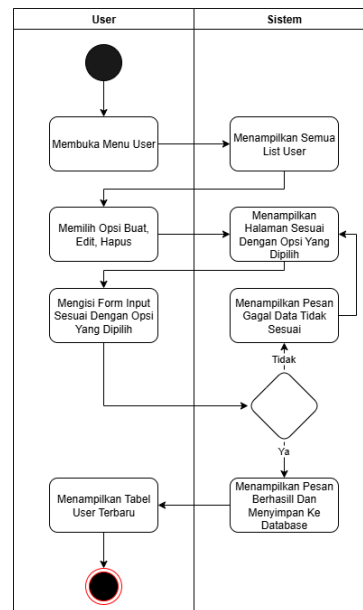 User
Sistem
Membuka Menu User
Menampilkan Semua
List User
Memilih Opsi Buat,
Edit, Hapus
Menampilkan
Halaman Sesuai
Dengan Opsi Yang
Dipilih
Mengisi Form Input
Sesuai Dengan Opsi
Yang Dipilih
Menampilkan Pesan
Gagal Data Tidak
Sesuai
Tidak
Ya
Menampilkan Tabel
User Terbaru
Menampilkan Pesan
Berhasill Dan
Menyimpan Ke
Database